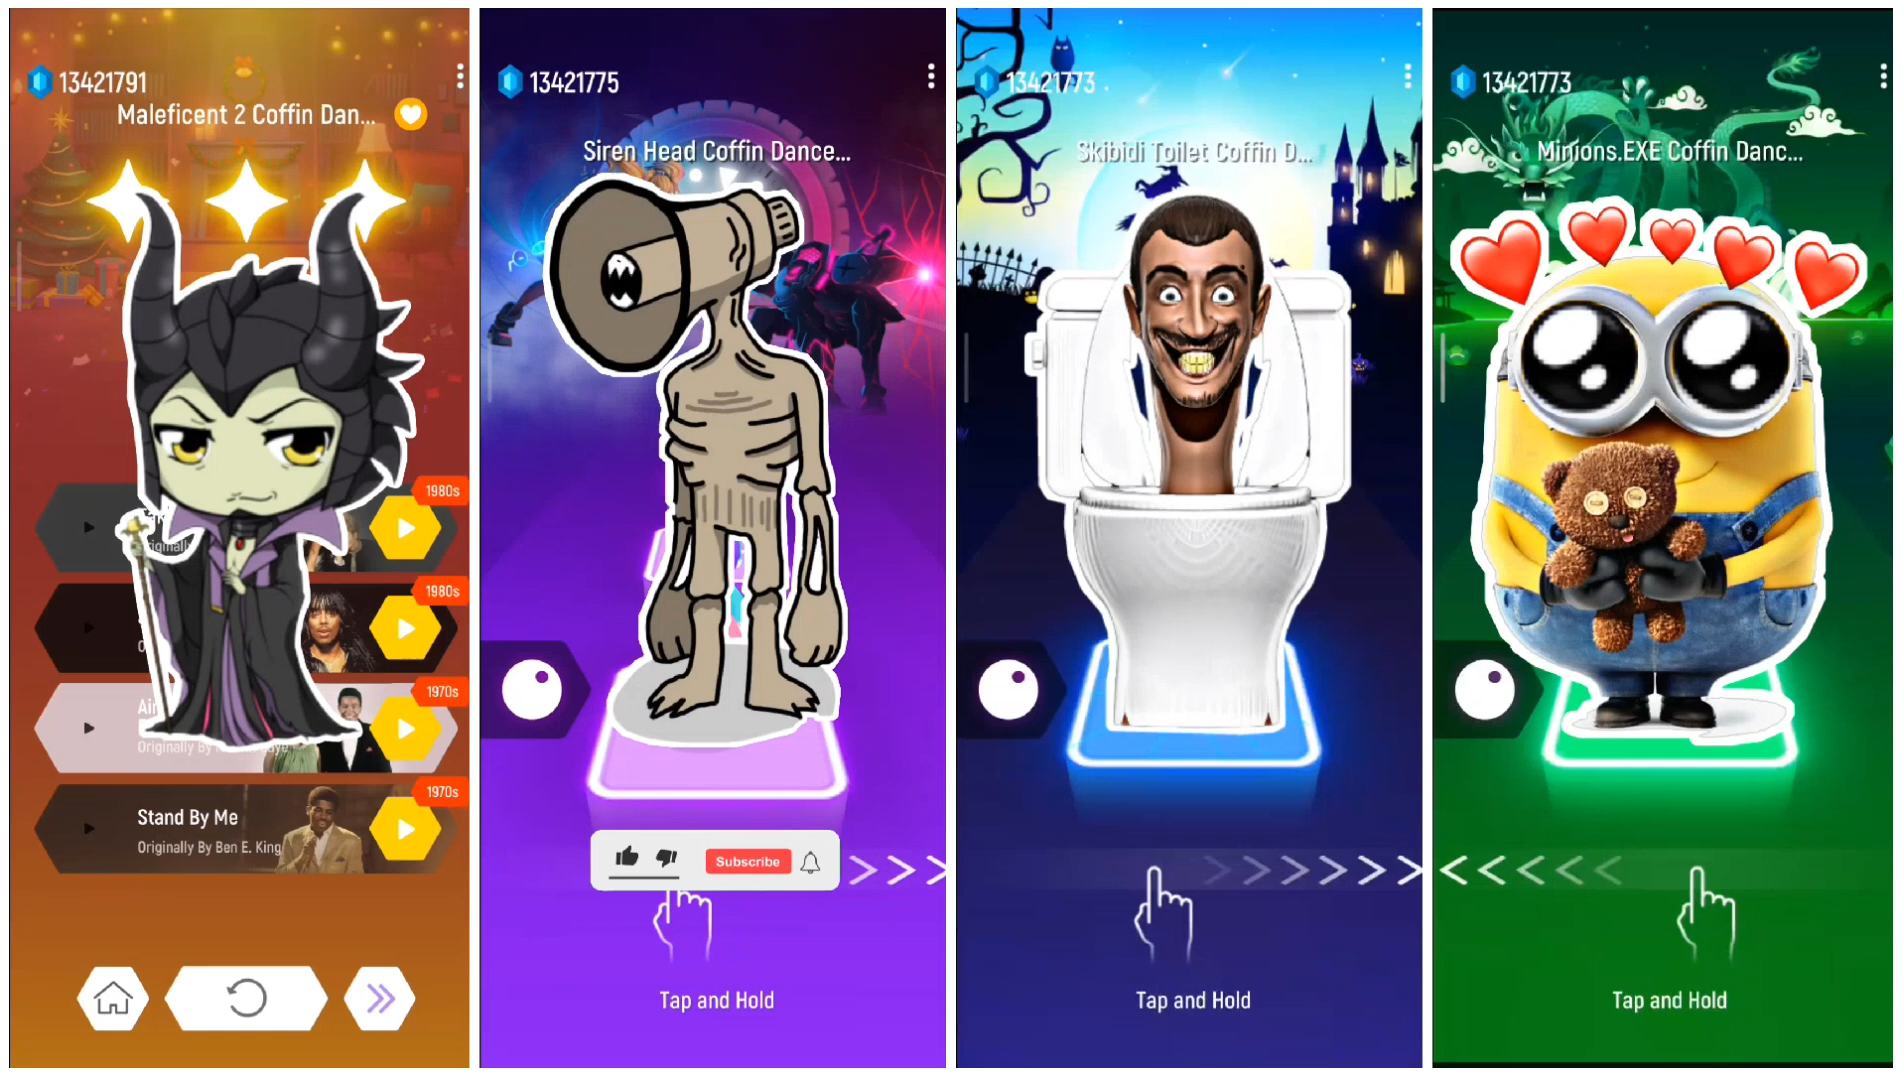 13421791
Maleficent 2 Coffin Dan...
1980s
1980s
1970s
Originally By
1970s
Stand By Me
Originally By Ben E. King
13421775
Siren Head Coffin Dance...
Subscribe
Tap and Hold
13421773
Skibidi Toilet Coffin D...
Tap and Hold
13421773
Minions.EXE Coffin Danc...
Tap and Hold